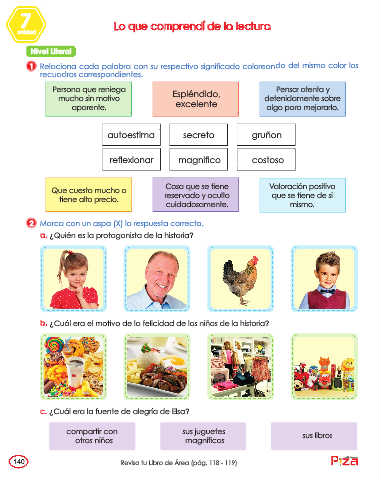 7
Lo que comprendí de la lectura
Nivel Literal
1 Relaciona cada palabra con su respectivo significado coloreando del mismo color los
recuadros correspondientes.
Persona que reniega
mucho sin motivo
aparente.
Espléndido,
excelente
Pensar atenta y
detenidamente sobre
algo para mejorarlo.
autoestima
secreto
gruñon
reflexionar
magnífico
costoso
Que cuesta mucho o
tiene alto precio.
Cosa que se tiene
reservado y oculto
cuidadosamente.
Valoración positiva
que se tiene de sí
mismo.
2 Marca con un aspa (X) la respuesta correcta.
a. ¿Quién es la protagonista de la historia?
b. ¿Cuál era el motivo de la felicidad de los niños de la historia?
c. ¿Cuál era la fuente de alegría de Elsa?
compartir con
otros niños
sus juguetes
magníficos
sus libros
140
Revisa tu Libro de Área (pág. 118 - 119)